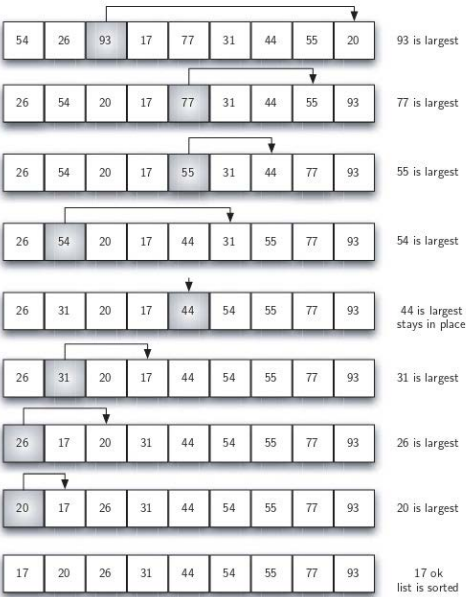 54 26 93 17 77 31 44 55 20 93 is largest
26 54 20 17 77 31 44 55 93 77 is largest
26 54 20 17 55 31 44 77 93 55 is largest
26 54 20 17 44 31 55 77 93 54 is largest
26 31 20 17 44 54 55 77 93 44 is largest
stays in place
26 31 20 17 44 54 55 77 93 31 is largest
26 17 20 31 44 54 55 77 93 26 is largest
20 17 26 31 44 54 55 77 93 20 is largest
17 20 26 31 44 54 55 77 93 17 ok
list is sorted